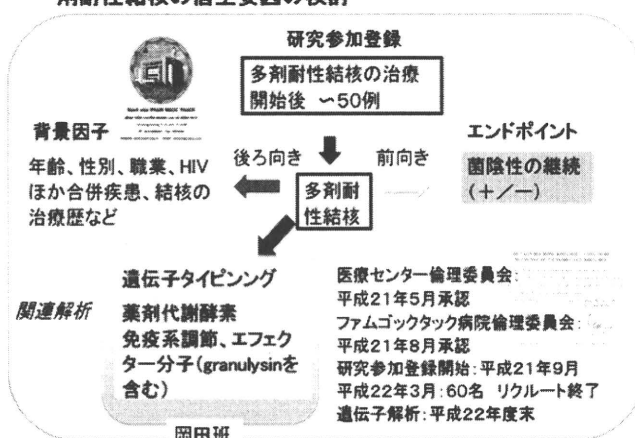 研究参加登録
多剤耐性結核の治療
開始後 ～50例
背景因子
年齢、性別、職業、HIV
ほか合併疾患、結核の
治療歴など
後ろ向き
前向き
多剤耐
性結核
エンドポイント
菌陰性の継続
(+/－)
関連解析
遺伝子タイピング
薬剤代謝酵素
免疫系調節、エフェク
ター分子(granulysinを
含む)
医療センター倫理委員会:
平成21年5月承認
ファムゴックタック病院倫理委員会:
平成21年8月承認
研究参加登録開始:平成21年9月
平成22年3月:60名 リクルート終了
遺伝子解析:平成22年度末
岡田班